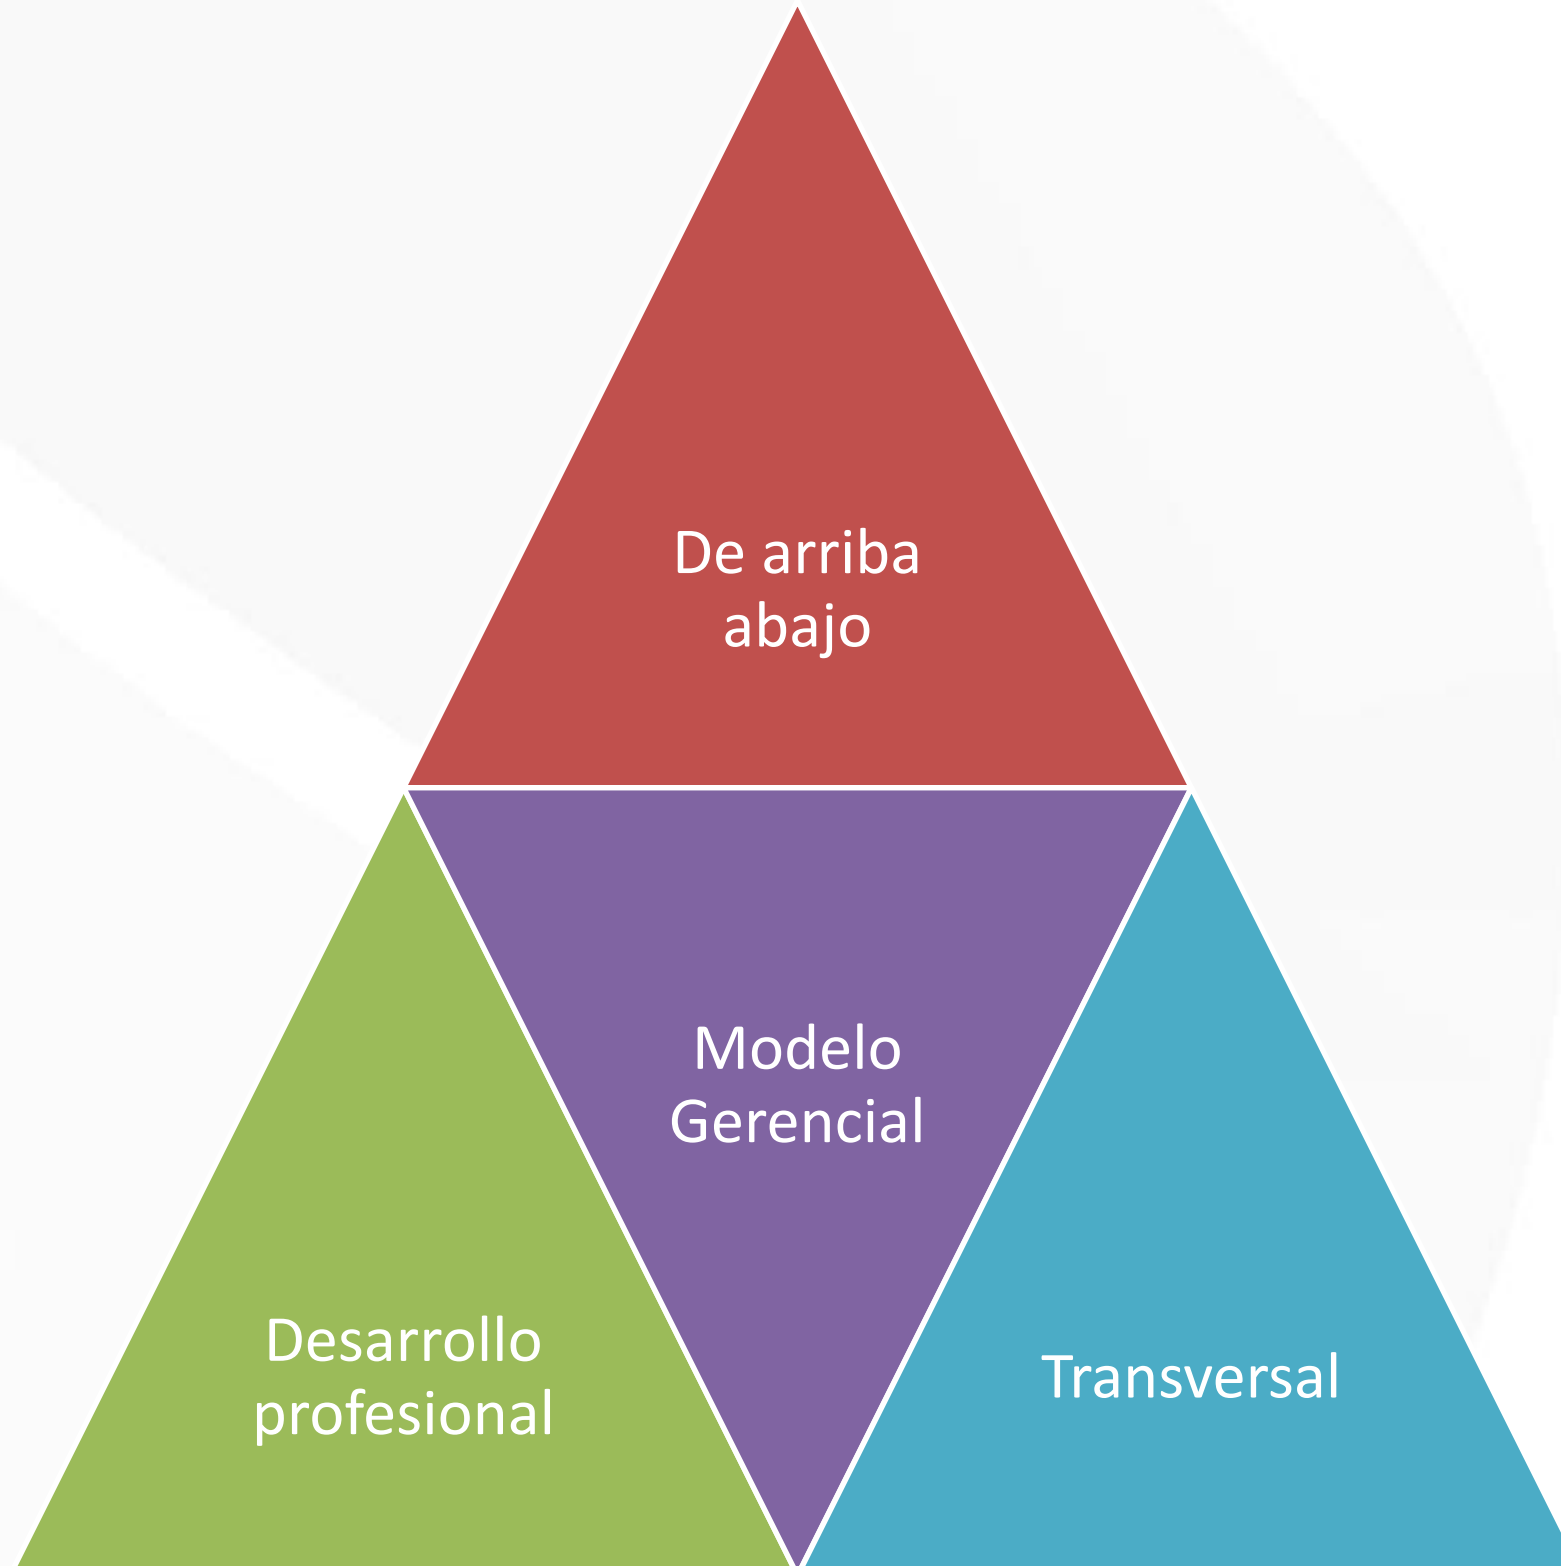 De arriba
abajo
Modelo
Gerencial
Desarrollo
profesional
Transversal